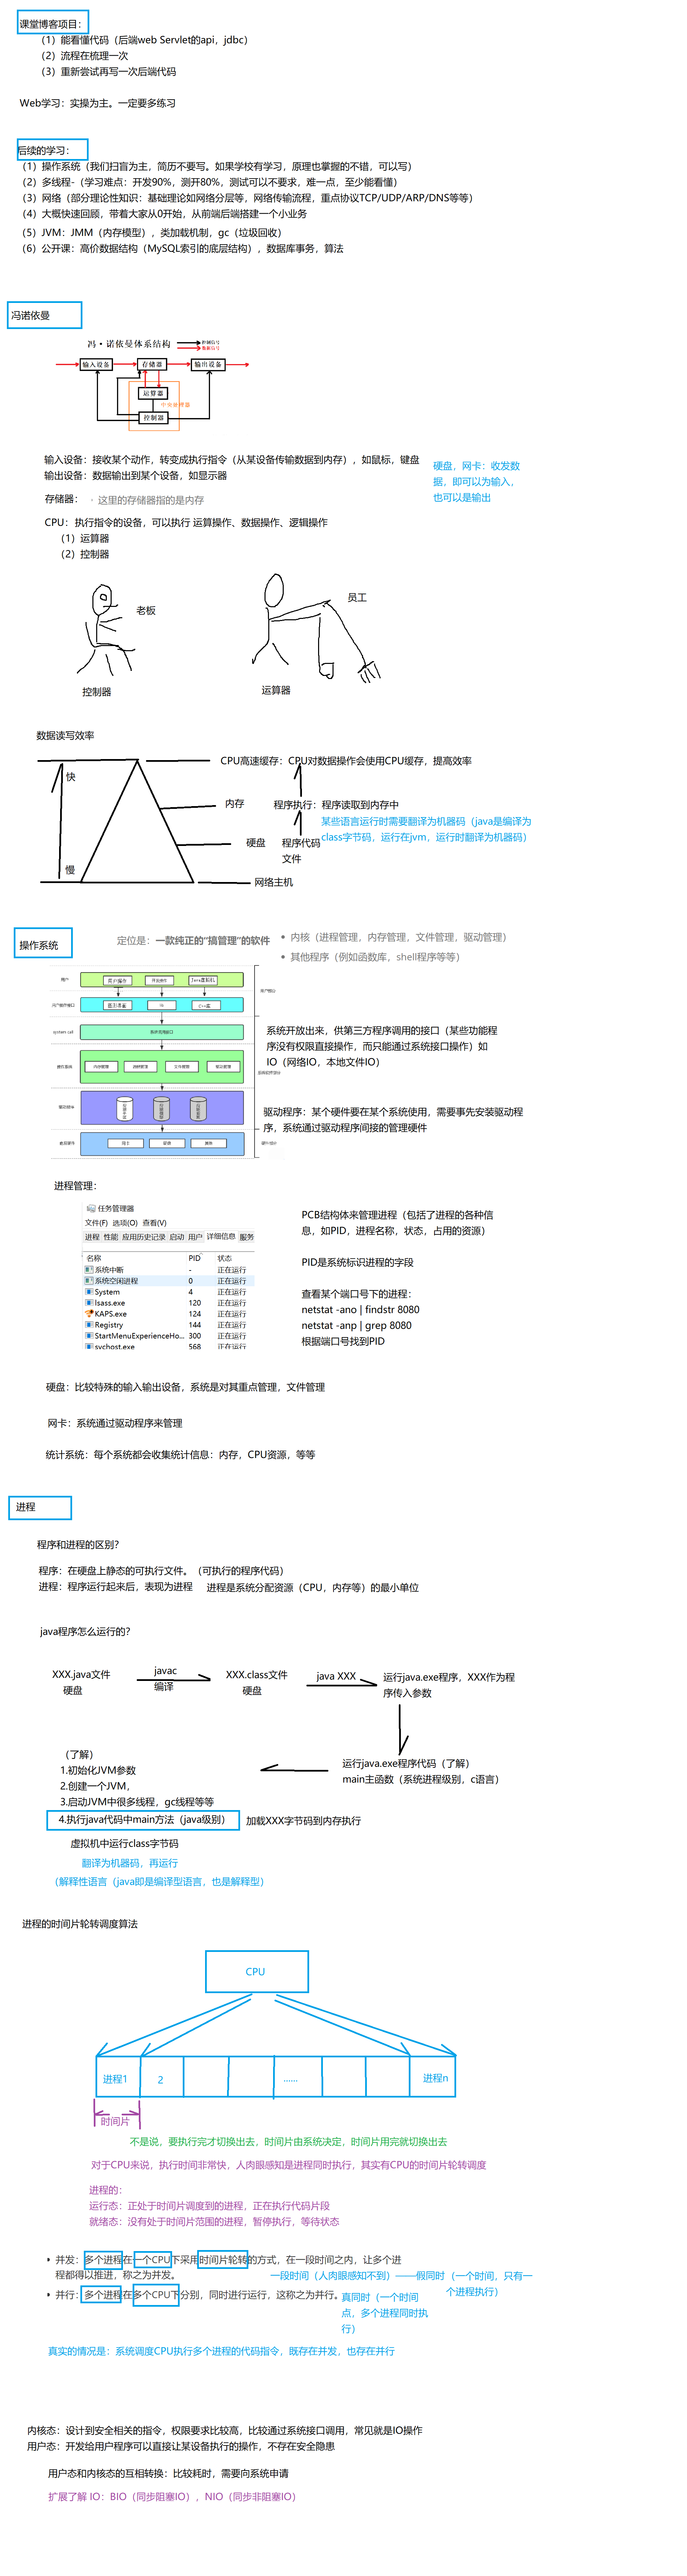 课堂博客项目：
（1）能看懂代码（后端web Servlet的api，jdbc）
（2）流程在梳理一次
（3）重新尝试再写一次后端代码
Web学习：实操为主。一定要多练习
后续的学习：
（1）操作系统（我们扫盲为主，简历不要写。如果学校有学习，原理也掌握的不错，可以写）
（2）多线程-（学习难点：开发90%，测开80%，测试可以不要求，难一点，至少能看懂）
（3）网络（部分理论性知识：基础理论如网络分层等，网络传输流程，重点协议TCP/UDP/ARP/DNS等等）
（4）大概快速回顾，带着大家从0开始，从前端后端搭建一个小业务
（5）JVM：JMM（内存模型），类加载机制，gc（垃圾回收）
（6）公开课：高价数据结构（MySQL索引的底层结构），数据库事务，算法
冯诺依曼
冯·诺依曼体系结构
控制信号
数据信号
输入设备
存储器
输出设备
运算器
中央处理器
控制器
输入设备：接收某个动作，转变成执行指令（从某设备传输数据到内存），如鼠标，键盘
输出设备：数据输出到某个设备，如显示器
硬盘，网卡：收发数
据，即可以为输入，
也可以是输出
存储器：
· 这里的存储器指的是内存
CPU：执行指令的设备，可以执行 运算操作、数据操作、逻辑操作
（1）运算器
（2）控制器
老板
员工
控制器
运算器
数据读写效率
快
CPU高速缓存：CPU对数据操作会使用CPU缓存，提高效率
内存
程序执行：程序读取到内存中
某些语言运行时需要翻译为机器码（java是编译为
class字节码，运行在jvm，运行时翻译为机器码）
硬盘
程序代码
文件
慢
网络主机
操作系统
定位是：一款纯正的“搞管理”的软件
• 内核（进程管理，内存管理，文件管理，驱动管理）
• 其他程序（例如函数库，shell程序等等）
用户
system call
系统开放出来，供第三方程序调用的接口（某些功能程
序没有权限直接操作，而只能通过系统接口操作）如
IO（网络IO，本地文件IO）
内存管理
进程管理
文件管理
驱动管理
驱动程序：某个硬件要在某个系统使用，需要事先安装驱动程
序，系统通过驱动程序间接的管理硬件
进程管理：
任务管理器
文件(F) 选项(O) 查看(V)
进程 性能 应用历史记录 启动 用户 详细信息 服务
名称 PID 状态
系统中断 - 正在运行
系统空闲进程 0 正在运行
System 4 正在运行
lsass.exe 120 正在运行
KAPS.exe 124 正在运行
Registry 144 正在运行
StartMenuExperienceHo... 300 正在运行
svchost.exe 568 正在运行
PCB结构体来管理进程（包括了进程的各种信
息，如PID，进程名称，状态，占用的资源）
PID是系统标识进程的字段
查看某个端口号下的进程：
netstat -ano | findstr 8080
netstat -anp | grep 8080
根据端口号找到PID
硬盘：比较特殊的输入输出设备，系统是对其重点管理，文件管理
网卡：系统通过驱动程序来管理
统计系统：每个系统都会收集统计信息：内存，CPU资源，等等
进程
程序和进程的区别？
程序：在硬盘上静态的可执行文件。（可执行的程序代码）
进程：程序运行起来后，表现为进程 进程是系统分配资源（CPU，内存等）的最小单位
java程序怎么运行的？
XXX.java文件
硬盘
javac
编译
XXX.class文件
硬盘
java XXX
运行java.exe程序，XXX作为程
序传入参数
运行java.exe程序代码（了解）
main主函数（系统进程级别，c语言）
（了解）
1.初始化JVM参数
2.创建一个JVM，
3.启动JVM中很多线程，gc线程等等
4.执行java代码中main方法（java级别）
加载XXX字节码到内存执行
虚拟机中运行class字节码
翻译为机器码，再运行
（解释性语言（java即是编译型语言，也是解释型）
进程的时间片轮转调度算法
CPU
进程1
2
......
进程n
时间片
不是说，要执行完才切换出去，时间片由系统决定，时间片用完就切换出去
对于CPU来说，执行时间非常快，人肉眼感知是进程同时执行，其实有CPU的时间片轮转调度
进程的：
运行态：正处于时间片调度到的进程，正在执行代码片段
就绪态：没有处于时间片范围的进程，暂停执行，等待状态
• 并发：多个进程在一个CPU下采用时间片轮转的方式，在一段时间之内，让多个进
程都得以推进，称之为并发。
一段时间（人肉眼感知不到）——假同时（一个时间，只有一
个进程执行）
• 并行：多个进程在多个CPU下分别，同时进行运行，这称之为并行。
真同时（一个时间
点，多个进程同时执
行）
真实的情况是：系统调度CPU执行多个进程的代码指令，既存在并发，也存在并行
内核态：设计到安全相关的指令，权限要求比较高，比较通过系统接口调用，常见就是IO操作
用户态：开发给用户程序可以直接让某设备执行的操作，不存在安全隐患
用户态和内核态的互相转换：比较耗时，需要向系统申请
扩展了解 IO：BIO（同步阻塞IO），NIO（同步非阻塞IO）